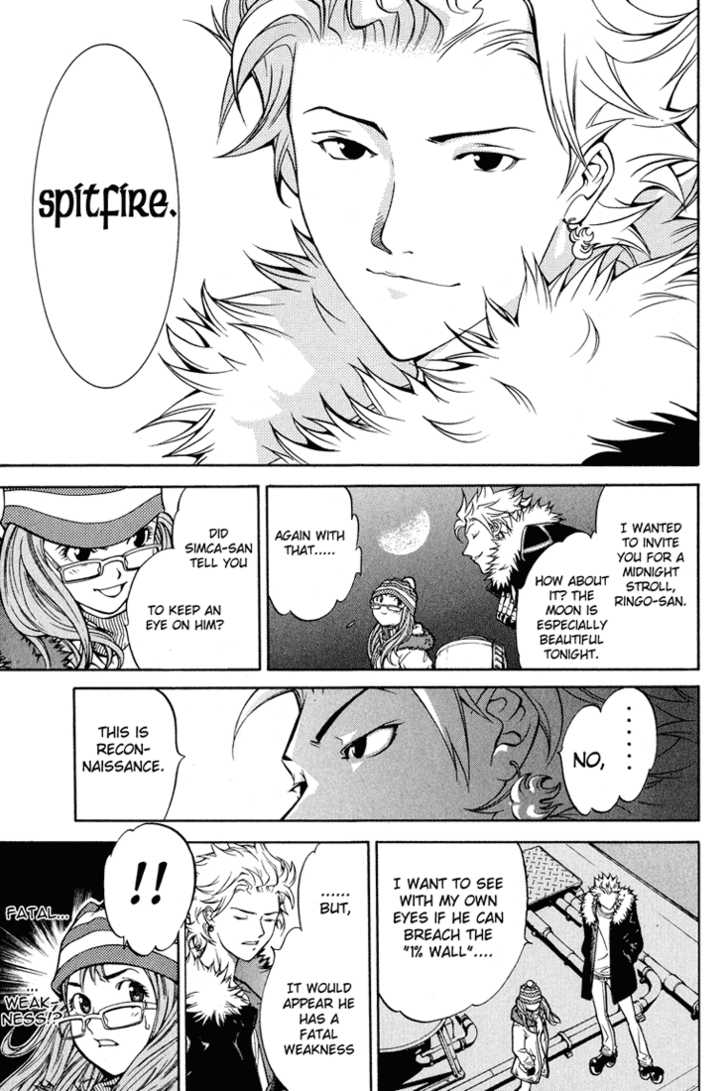 Spitfire.
I WANTED
TO INVITE
YOU FOR A
MIDNIGHT
STROLL,
RINGO-SAN.
HOW ABOUT
IT? THE
MOON IS
ESPECIALLY
BEAUTIFUL
TONIGHT.
AGAIN WITH
THAT.....
DID
SIMCA-SAN
TELL YOU
TO KEEP AN
EYE ON HIM?
......
NO,
THIS IS
RECON-
NAISSANCE.
I WANT TO SEE
WITH MY OWN
EYES IF HE CAN
BREACH THE
"1% WALL"....
......
BUT,
IT WOULD
APPEAR HE
HAS A
FATAL
WEAKNESS
!!
FATAL...
...
WEAK-
NESS!?